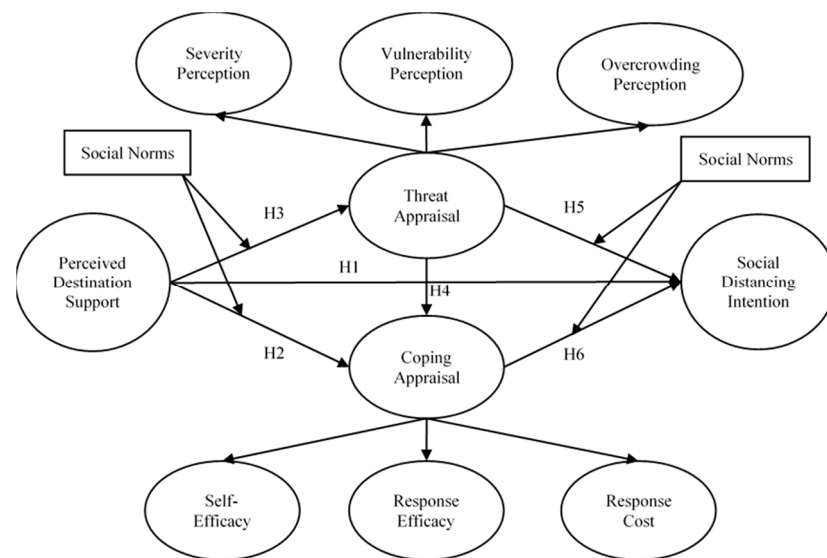 Severity
Perception
Vulnerability
Perception
Overcrowding
Perception
Social Norms
Social Norms
Threat
Appraisal
H3
H5
Perceived
Destination
Support
H1
Social
Distancing
Intention
H4
H2
Coping
Appraisal
H6
Self-
Efficacy
Response
Efficacy
Response
Cost